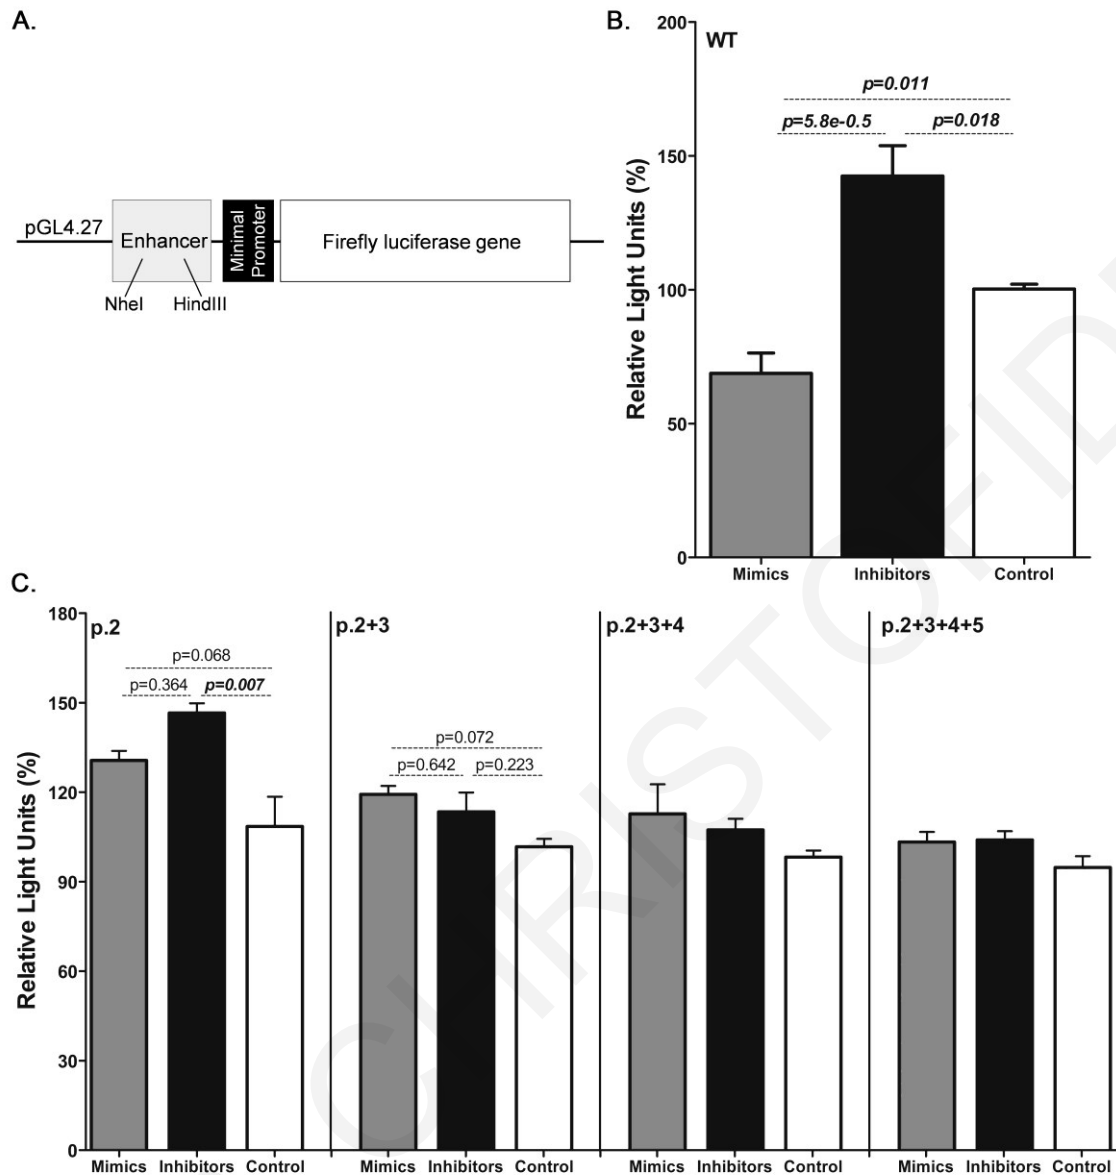 A.
pGL4.27
Enhancer
Minimal
Promoter
Firefly luciferase gene
NheI
HindIII
B.
WT
p=0.011
p=5.8e-0.5
p=0.018
Relative Light Units (%)
200
150
100
50
0
Mimics
Inhibitors
Control
C.
Relative Light Units (%)
180
150
120
90
60
30
0
p.2
p=0.068
p=0.364
p=0.007
Mimics
Inhibitors
Control
p.2+3
p=0.072
p=0.642
p=0.223
Mimics
Inhibitors
Control
p.2+3+4
Mimics
Inhibitors
Control
p.2+3+4+5
Mimics
Inhibitors
Control